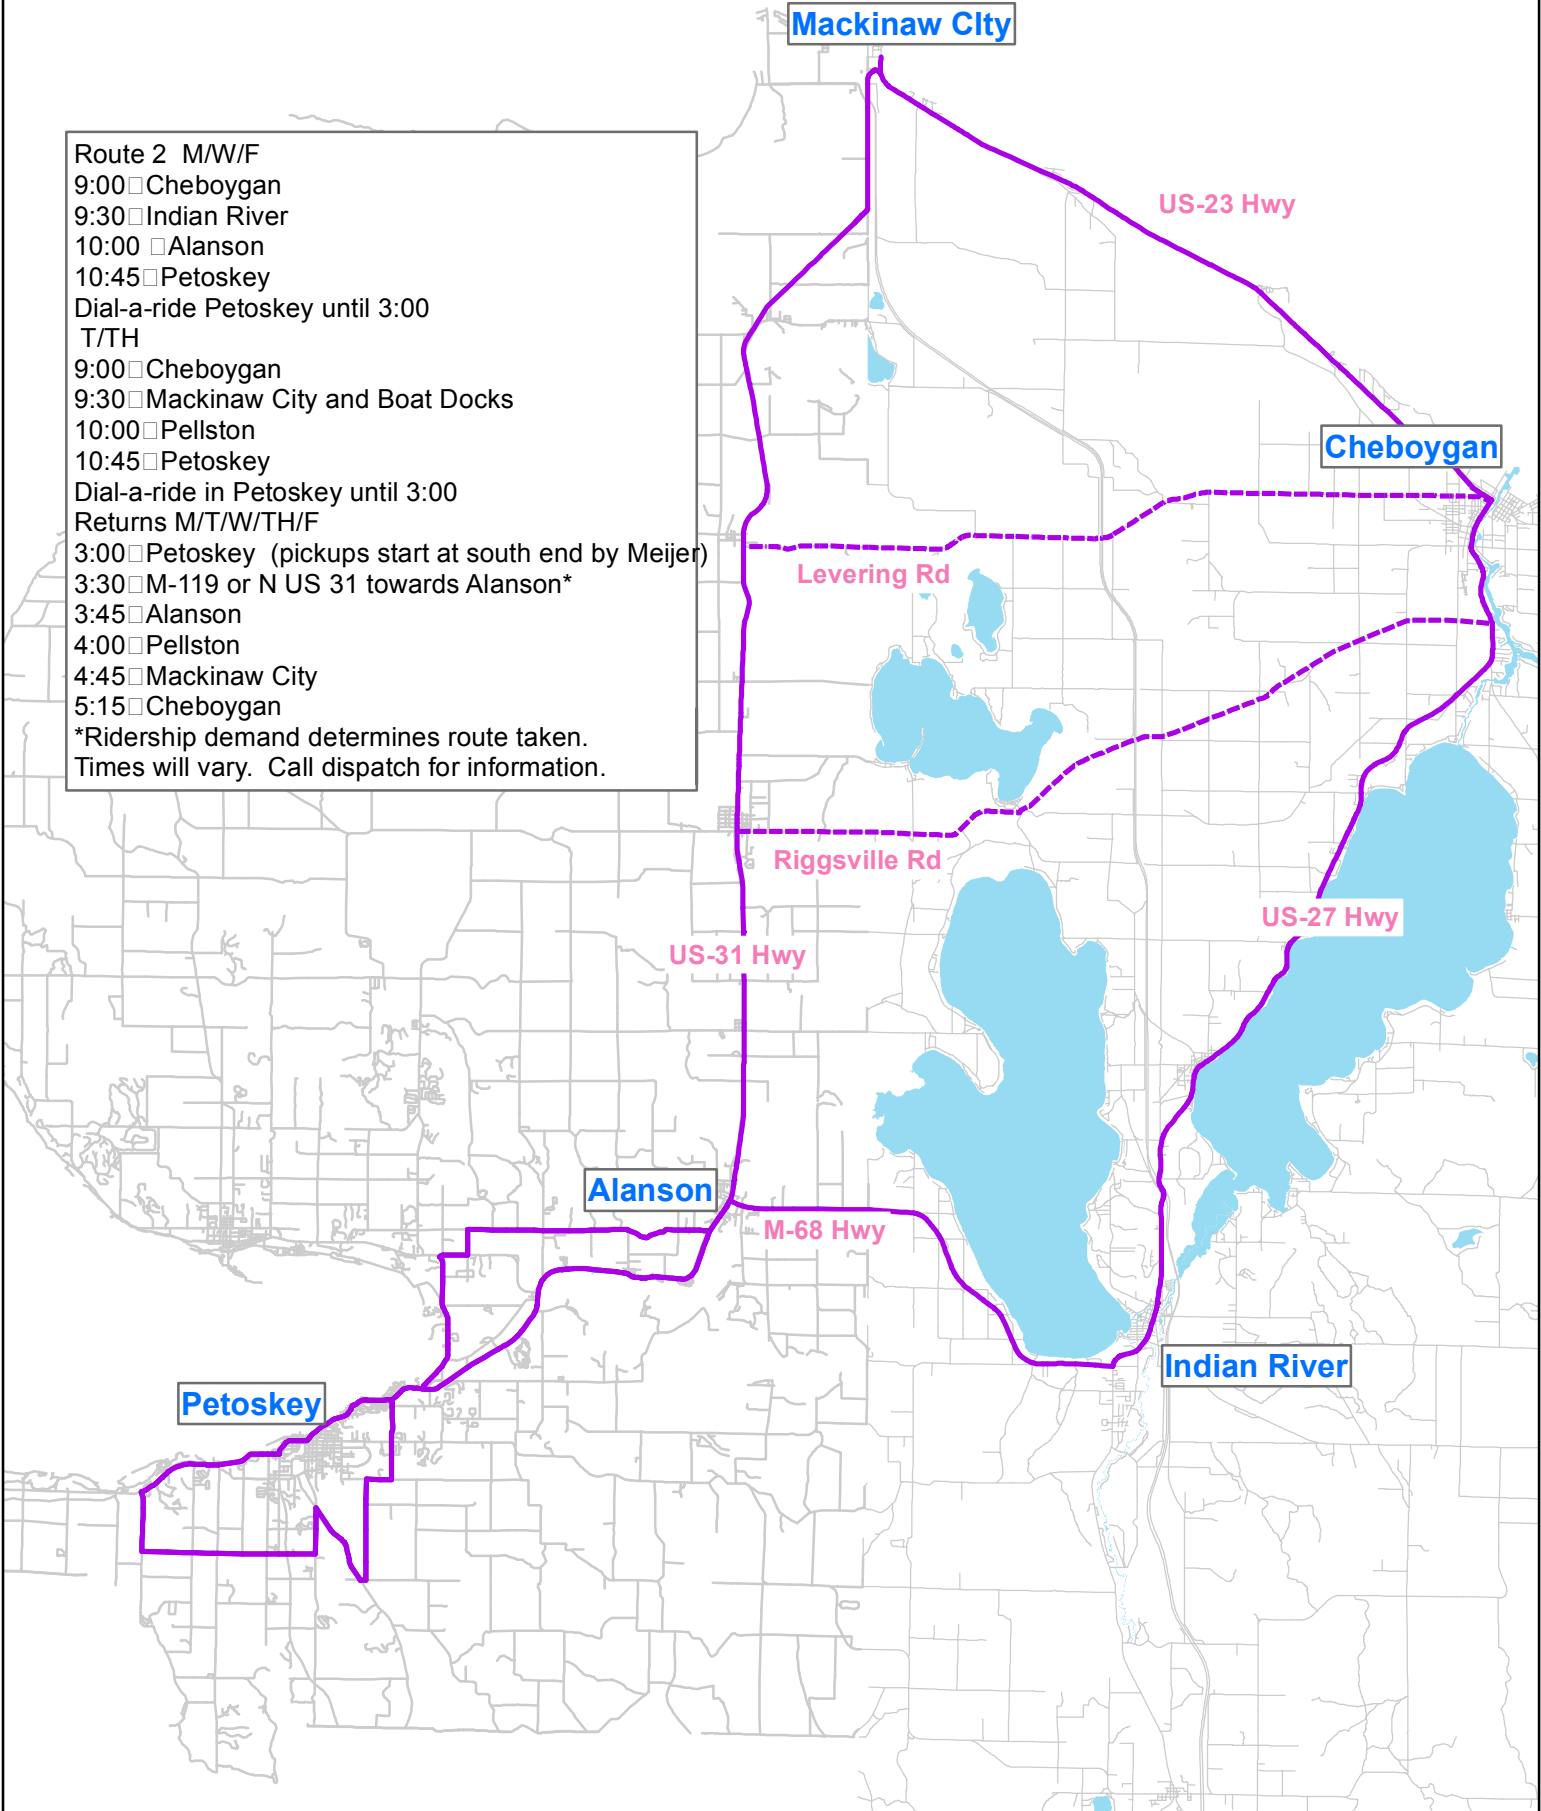 Mackinaw CIty
Route 2  M/W/F
9:00□Cheboygan
9:30□Indian River
10:00 □Alanson
10:45□Petoskey
Dial-a-ride Petoskey until 3:00
T/TH
9:00□Cheboygan
9:30□Mackinaw City and Boat Docks
10:00□Pellston
10:45□Petoskey
Dial-a-ride in Petoskey until 3:00
Returns M/T/W/TH/F
3:00□Petoskey  (pickups start at south end by Meijer)
3:30□M-119 or N US 31 towards Alanson*
3:45□Alanson
4:00□Pellston
4:45□Mackinaw City
5:15□Cheboygan
*Ridership demand determines route taken.
Times will vary.  Call dispatch for information.
US-23 Hwy
Cheboygan
Levering Rd
Riggsville Rd
US-27 Hwy
US-31 Hwy
Alanson
M-68 Hwy
Indian River
Petoskey